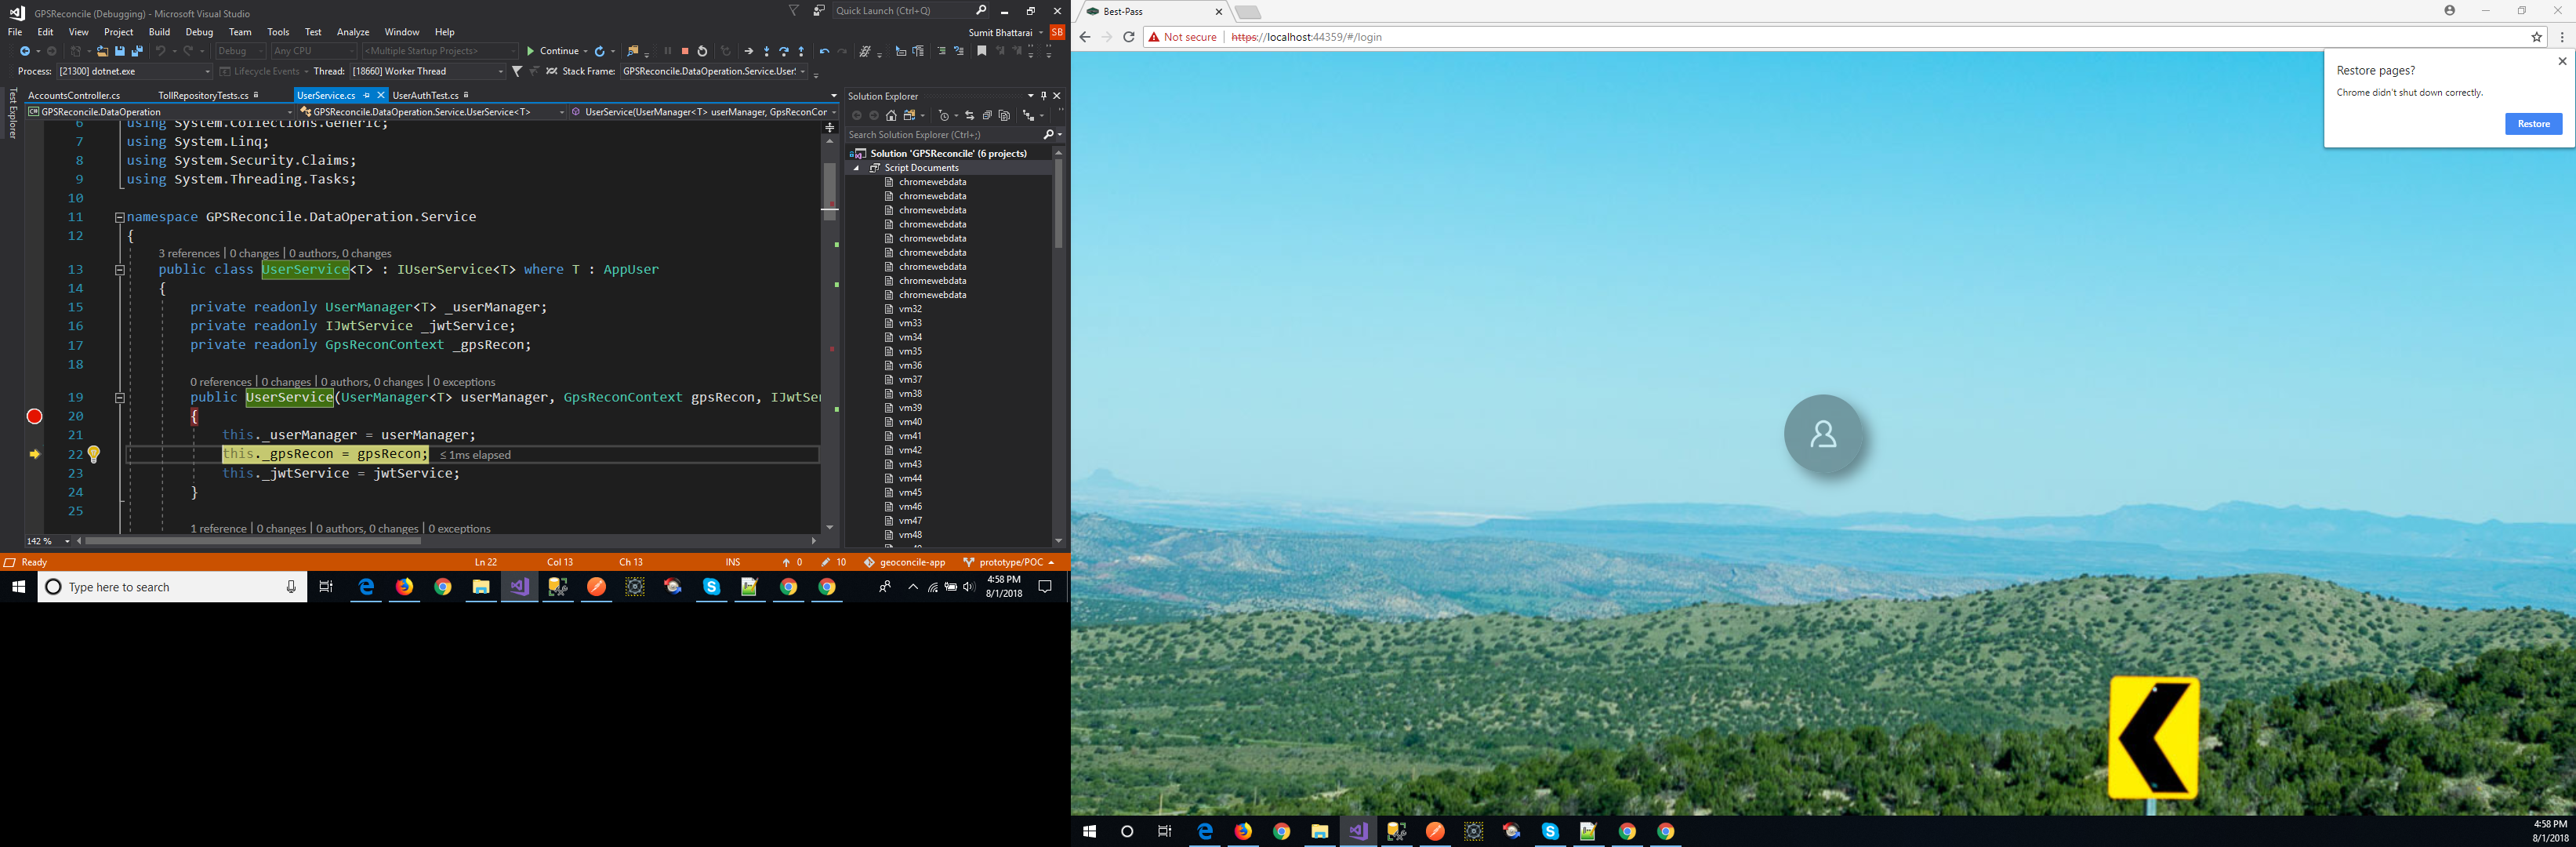 GPSReconcile (Debugging) - Microsoft Visual Studio
Quick Launch (Ctrl+Q)
File Edit View Project Build Debug Team Tools Test Analyze Window Help
Sumit Bhattarai SB
Debug Any CPU <Multiple Startup Projects> Continue
Process: [21300] dotnet.exe Lifecycle Events Thread: [18660] Worker Thread Stack Frame: GPSReconcile.DataOperation.Service.User
Test Explorer
AccountsController.cs TollRepositoryTests.cs UserService.cs UserAuthTest.cs
GPSReconcile.DataOperation GPSReconcile.DataOperation.Service.UserService<T> UserService(UserManager<T> userManager, GpsReconCor
6 using System.Collections.Generic;
7 using System.Linq;
8 using System.Security.Claims;
9 using System.Threading.Tasks;
10
11 namespace GPSReconcile.DataOperation.Service
12 {
3 references | 0 changes | 0 authors, 0 changes
13 public class UserService<T> : IUserService<T> where T : AppUser
14 {
15 private readonly UserManager<T> _userManager;
16 private readonly IJwtService _jwtService;
17 private readonly GpsReconContext _gpsRecon;
18
0 references | 0 changes | 0 authors, 0 changes | 0 exceptions
19 public UserService(UserManager<T> userManager, GpsReconContext gpsRecon, IJwtSer
20 {
21 this._userManager = userManager;
22 this._gpsRecon = gpsRecon; ≤ 1ms elapsed
23 this._jwtService = jwtService;
24 }
25
1 reference | 0 changes | 0 authors, 0 changes | 0 exceptions
142 %
Solution Explorer
Search Solution Explorer (Ctrl+;)
Solution 'GPSReconcile' (6 projects)
Script Documents
chromewebdata
chromewebdata
chromewebdata
chromewebdata
chromewebdata
chromewebdata
chromewebdata
chromewebdata
chromewebdata
vm32
vm33
vm34
vm35
vm36
vm37
vm38
vm39
vm40
vm41
vm42
vm43
vm44
vm45
vm46
vm47
vm48
Ready Ln 22 Col 13 Ch 13 INS 0 10 geoconcile-app prototype/POC
Type here to search
4:58 PM
8/1/2018
Best-Pass
Not secure https://localhost:44359/#/login
Restore pages?
Chrome didn't shut down correctly.
Restore
4:58 PM
8/1/2018